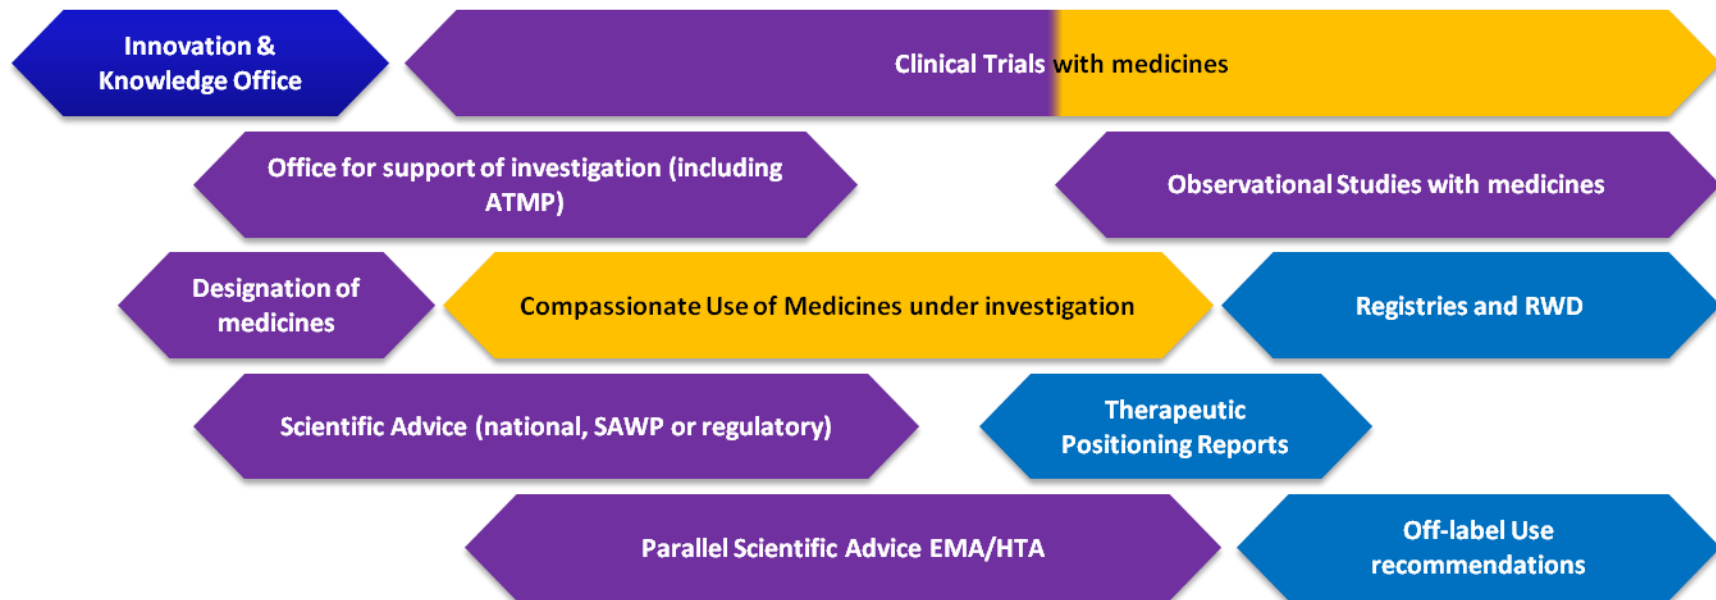 Innovation &
Knowledge Office
Clinical Trials with medicines
Office for support of investigation (including
ATMP)
Observational Studies with medicines
Designation of
medicines
Compassionate Use of Medicines under investigation
Registries and RWD
Scientific Advice (national, SAWP or regulatory)
Therapeutic
Positioning Reports
Parallel Scientific Advice EMA/HTA
Off-label Use
recommendations